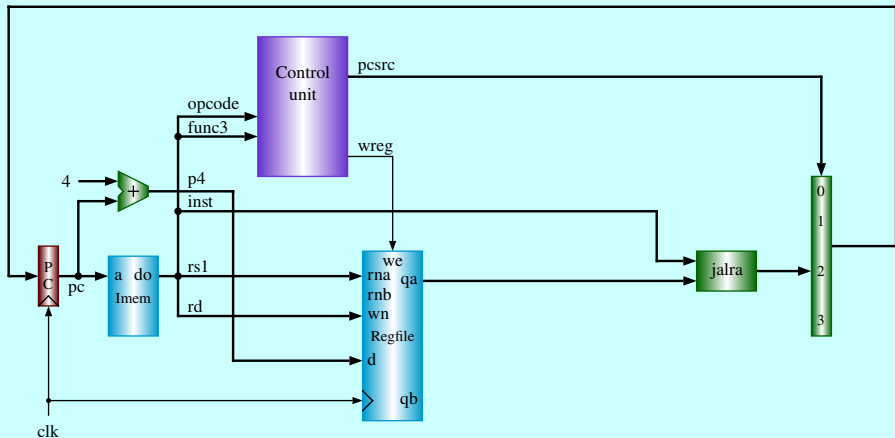 Control
unit
pcsrc
opcode
func3
wreg
4
+
p4
inst
0
1
2
3
P
C
pc
a do
Imem
rs1
rd
we
rna
qa
rnb
wn
Regfile
d
qb
jalra
clk